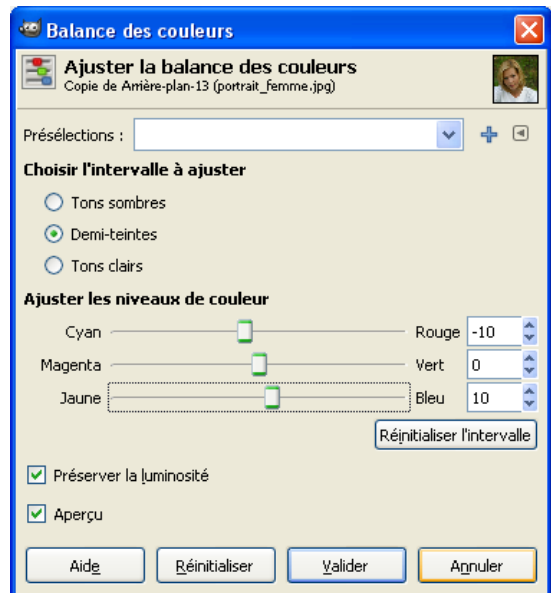 Balance des couleurs
Ajuster la balance des couleurs
Copie de Arrière-plan-13 (portrait_femme.jpg)
Présélections :
Choisir l'intervalle à ajuster
Tons sombres
Demi-teintes
Tons clairs
Ajuster les niveaux de couleur
Cyan Rouge -10
Magenta Vert 0
Jaune Bleu 10
Réinitialiser l'intervalle
Préserver la luminosité
Aperçu
Aide Réinitialiser Valider Annuler